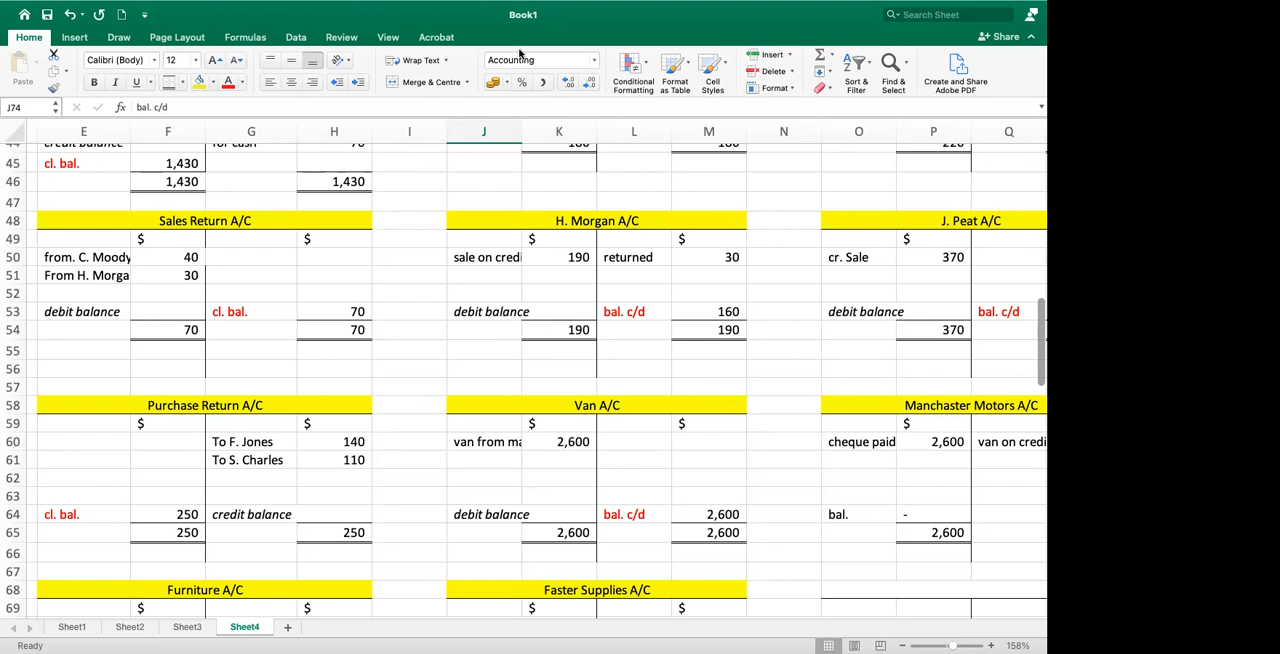 Book1
Search Sheet
Home Insert Draw Page Layout Formulas Data Review View Acrobat Share
Paste Calibri (Body) 12 A A Wrap Text Accounting Conditional Formatting Format as Table Cell Styles Insert Delete Format Sort & Filter Find & Select Create and Share Adobe PDF
B I U A Merge & Centre % )
J74 fx bal. c/d
E F G H I J K L M N O P Q
45 cl. bal. 1,430
46 1,430 1,430
47
48 Sales Return A/C H. Morgan A/C J. Peat A/C
49 $ $ $ $ $
50 from. C. Moody 40 sale on credi 190 returned 30 cr. Sale 370
51 From H. Morga 30
52
53 debit balance cl. bal. 70 debit balance bal. c/d 160 debit balance bal. c/d
54 70 70 190 190 370
55
56
57
58 Purchase Return A/C Van A/C Manchaster Motors A/C
59 $ $ $ $ $
60 To F. Jones 140 van from ma 2,600 cheque paid 2,600 van on credi
61 To S. Charles 110
62
63
64 cl. bal. 250 credit balance debit balance bal. c/d 2,600 bal. -
65 250 250 2,600 2,600 2,600
66
67
68 Furniture A/C Faster Supplies A/C
69 $ $ $ $
Sheet1 Sheet2 Sheet3 Sheet4 +
Ready 158%